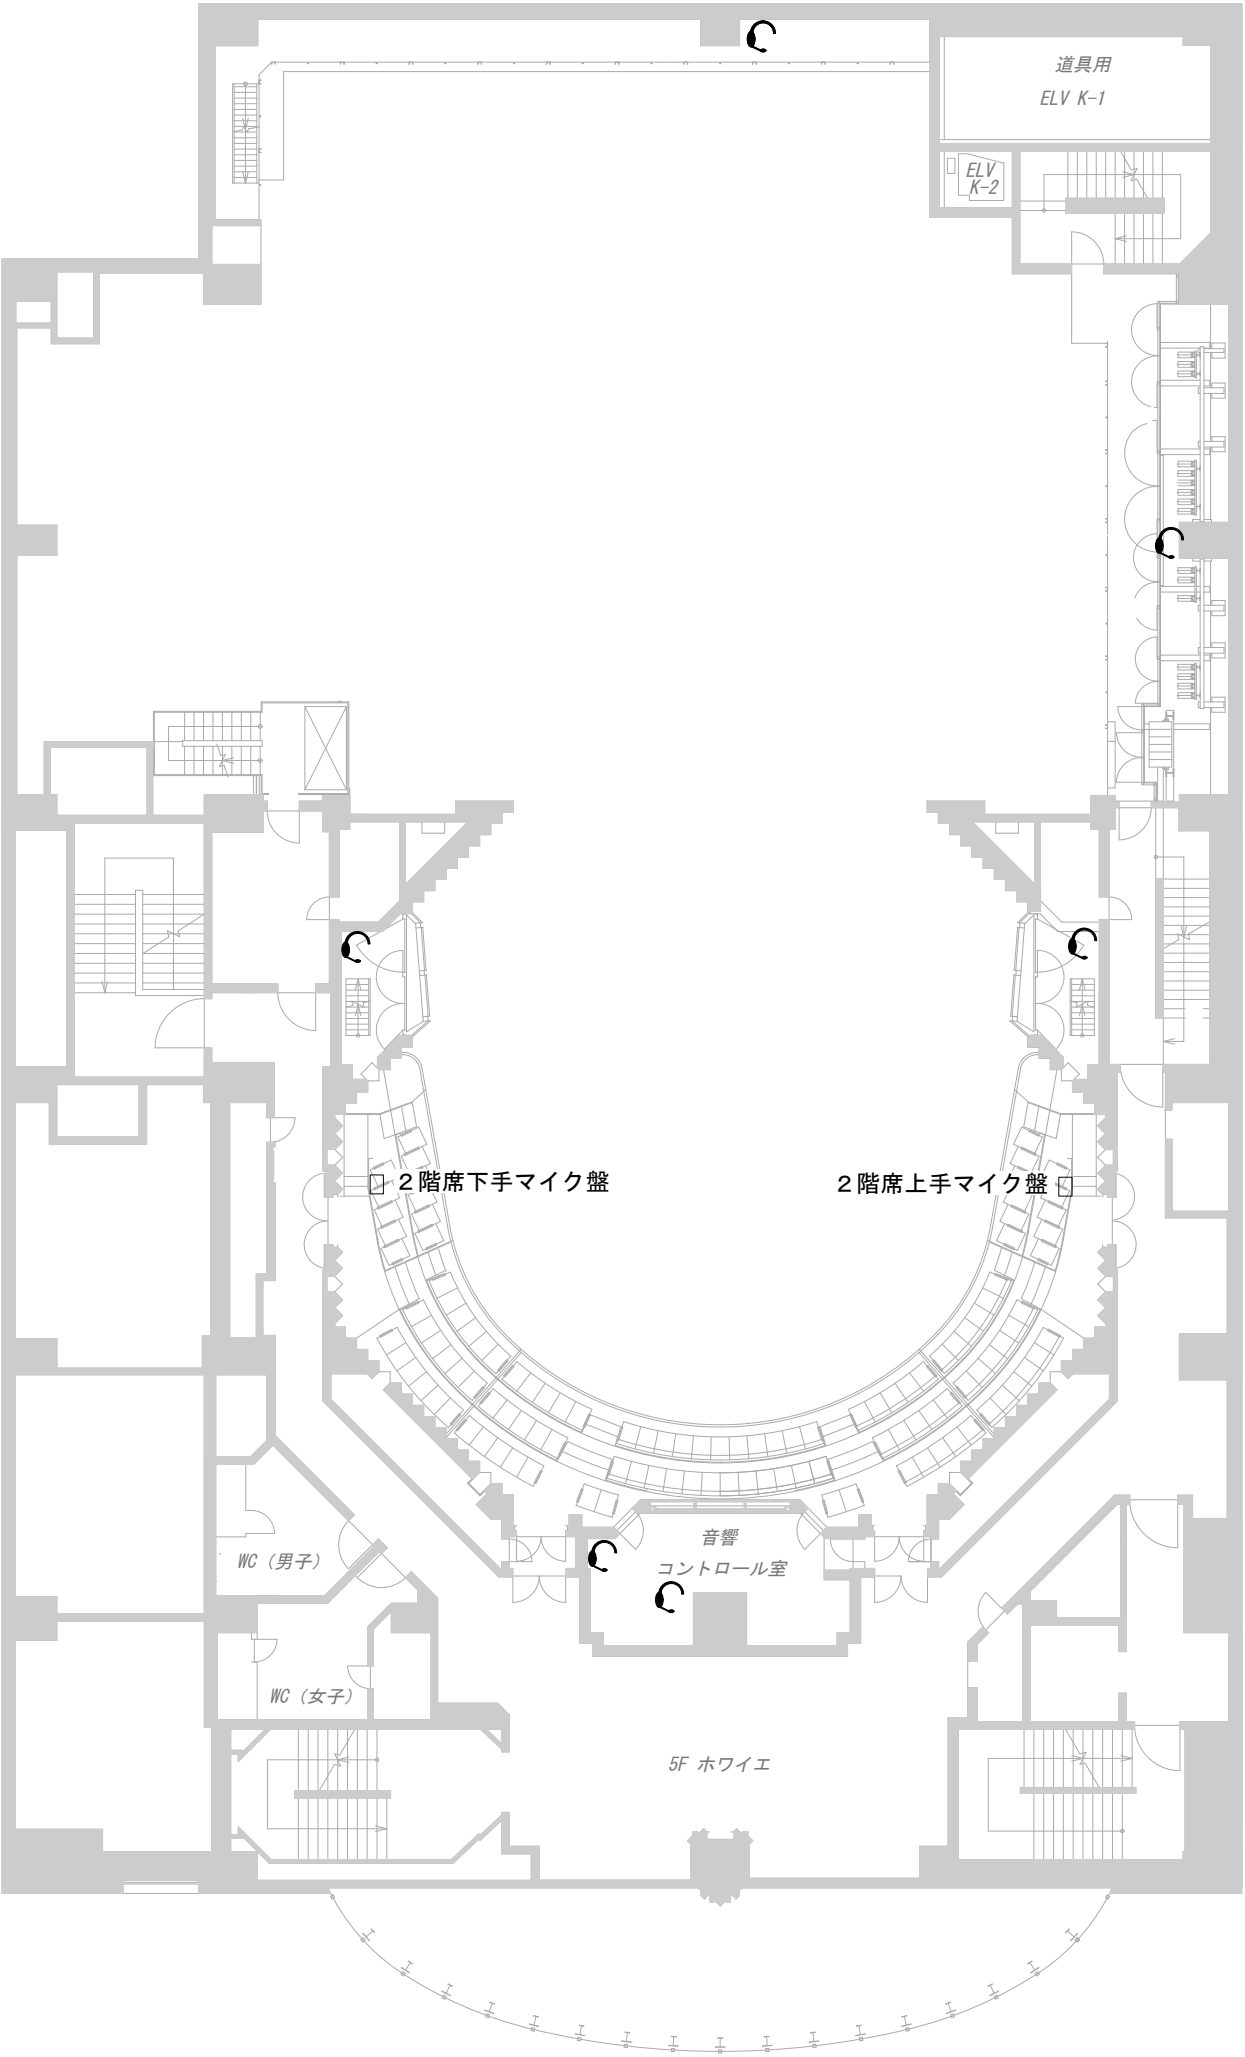 道具用
ELV K-1
ELV
K-2
２階席下手マイク盤
２階席上手マイク盤
音響
コントロール室
WC（男子）
WC（女子）
5F ホワイエ